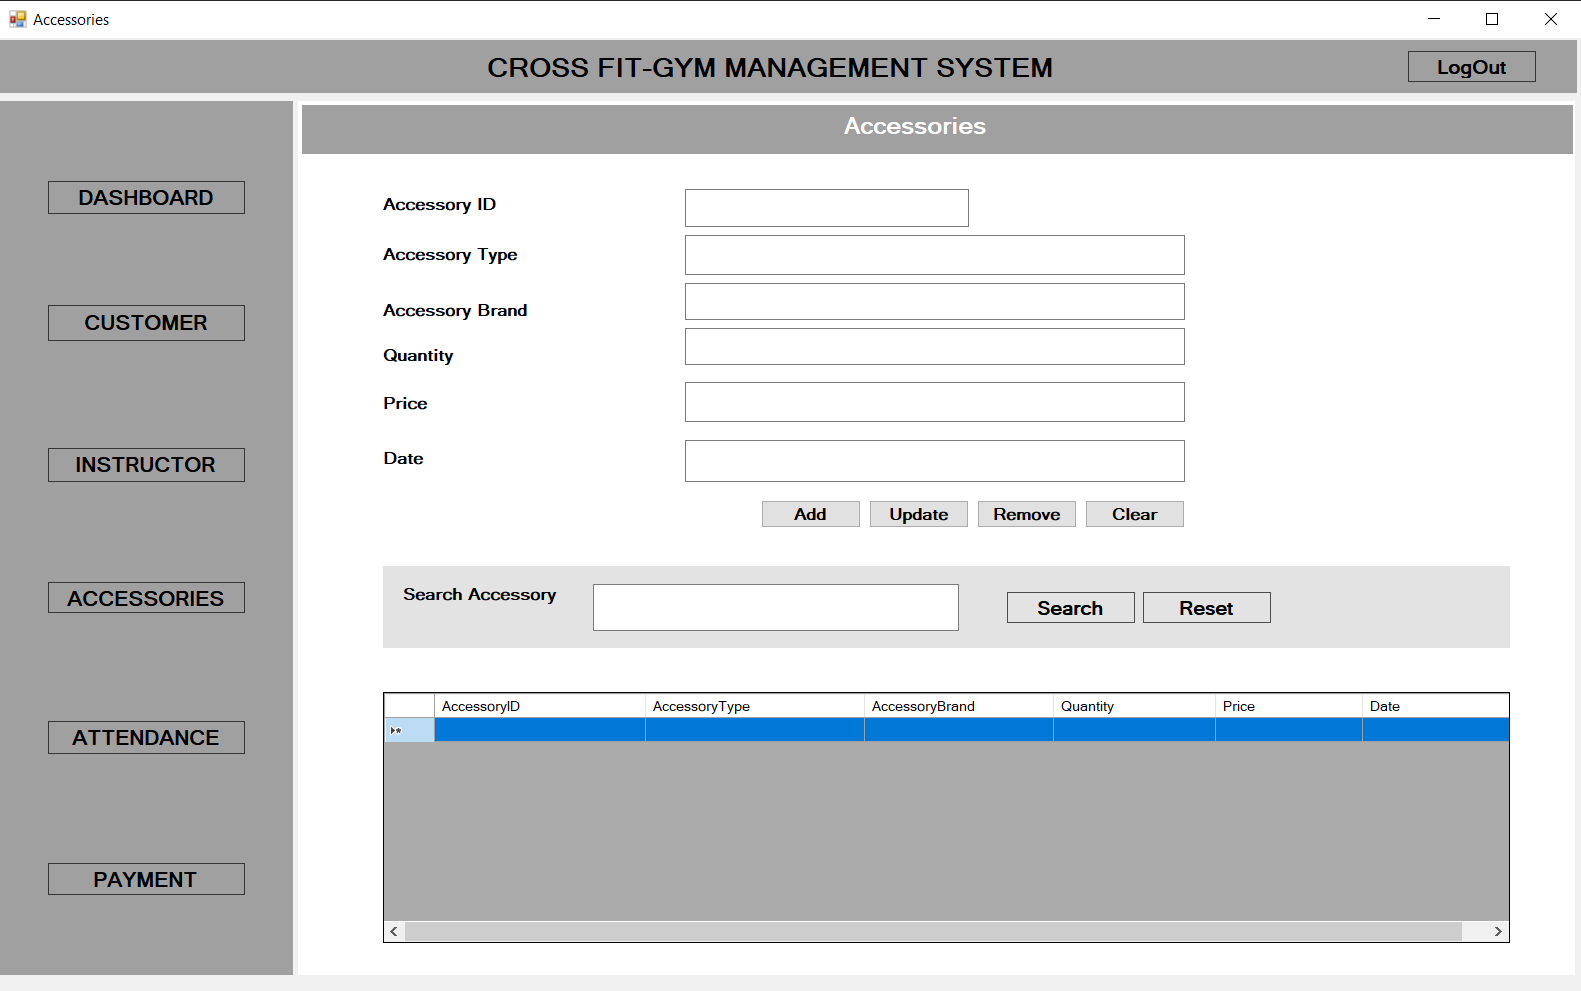 Accessories
CROSS FIT-GYM MANAGEMENT SYSTEM
LogOut
DASHBOARD
CUSTOMER
INSTRUCTOR
ACCESSORIES
ATTENDANCE
PAYMENT
Accessories
Accessory ID
Accessory Type
Accessory Brand
Quantity
Price
Date
Add Update Remove Clear
Search Accessory Search Reset
AccessoryID AccessoryType AccessoryBrand Quantity Price Date